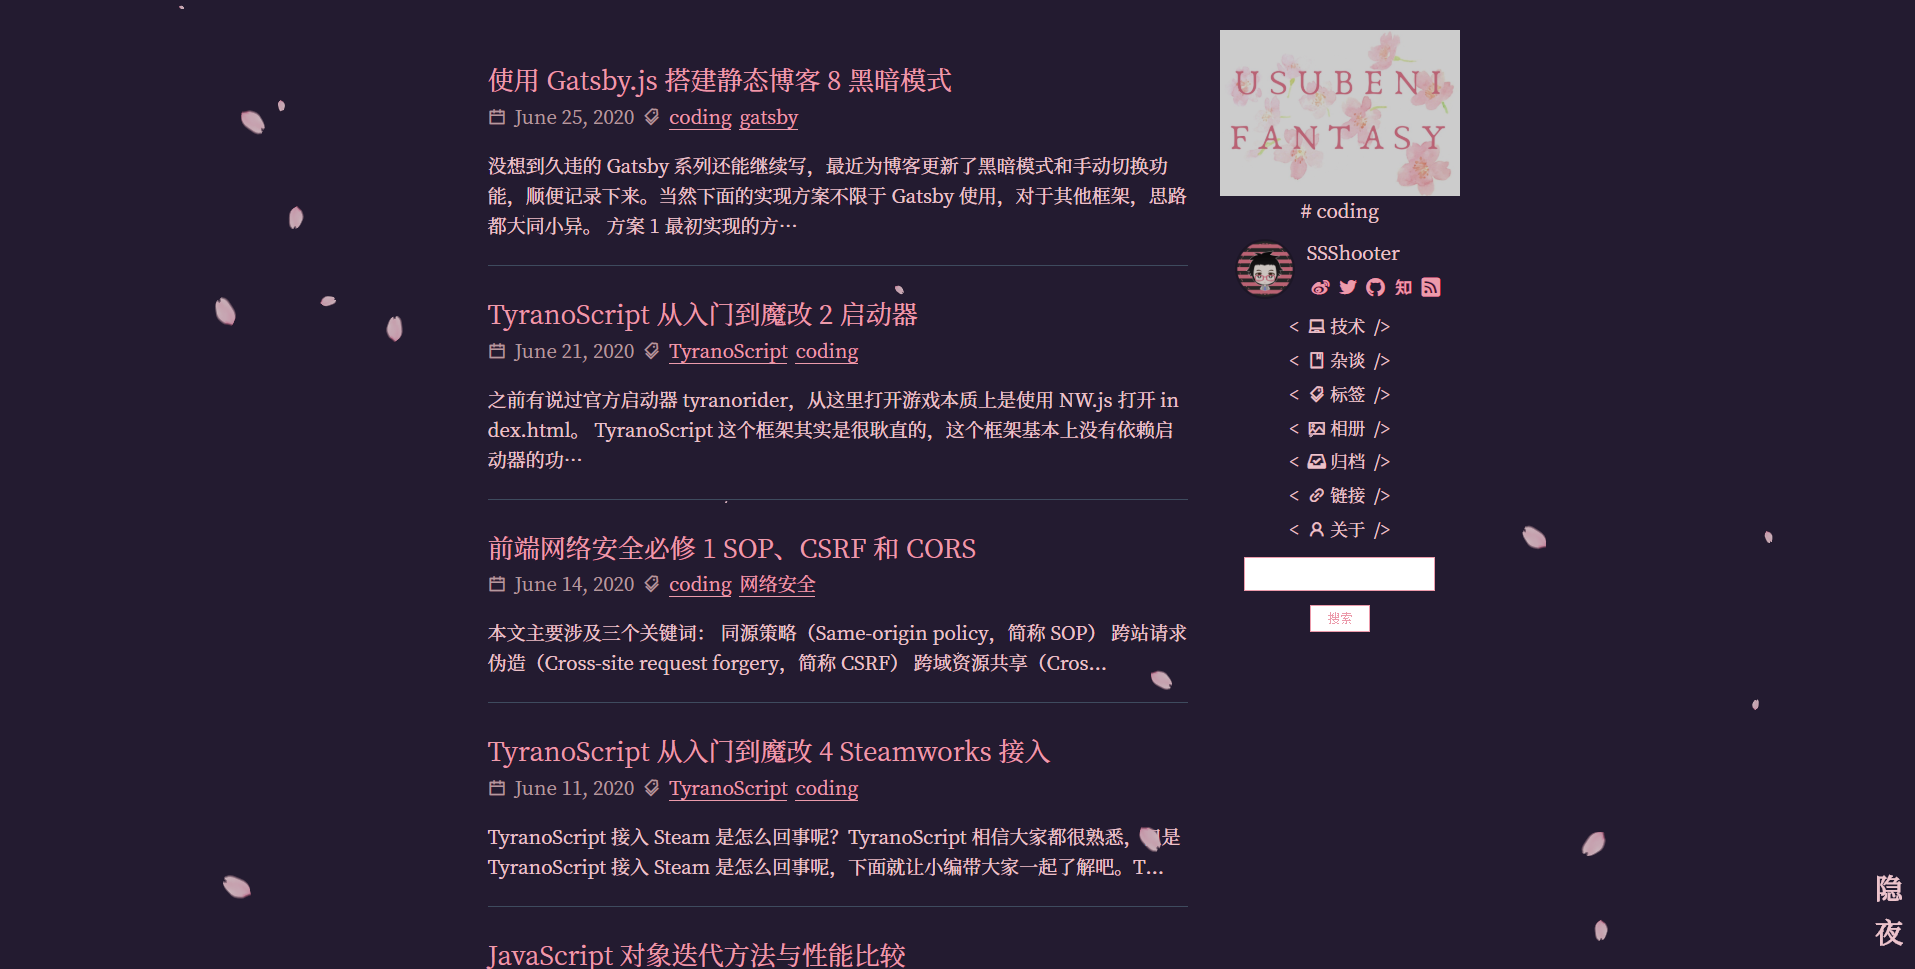 使用 Gatsby.js 搭建静态博客 8 黑暗模式
June 25, 2020 coding gatsby
没想到久违的 Gatsby 系列还能继续写，最近为博客更新了黑暗模式和手动切换功
能，顺便记录下来。当然下面的实现方案不限于 Gatsby 使用，对于其他框架，思路
都大同小异。 方案 1 最初实现的方…
TyranoScript 从入门到魔改 2 启动器
June 21, 2020 TyranoScript coding
之前有说过官方启动器 tyranorider，从这里打开游戏本质上是使用 NW.js 打开 in
dex.html。 TyranoScript 这个框架其实是很耿直的，这个框架基本上没有依赖启
动器的功…
前端网络安全必修 1 SOP、CSRF 和 CORS
June 14, 2020 coding 网络安全
本文主要涉及三个关键词： 同源策略（Same-origin policy，简称 SOP） 跨站请求
伪造（Cross-site request forgery，简称 CSRF） 跨域资源共享（Cros...
TyranoScript 从入门到魔改 4 Steamworks 接入
June 11, 2020 TyranoScript coding
TyranoScript 接入 Steam 是怎么回事呢？TyranoScript 相信大家都很熟悉，是
TyranoScript 接入 Steam 是怎么回事呢，下面就让小编带大家一起了解吧。T...
JavaScript 对象迭代方法与性能比较
USUBENI
FANTASY
# coding
SSShooter
知
< 技术 />
< 杂谈 />
< 标签 />
< 相册 />
< 归档 />
< 链接 />
< 关于 />
搜索
隐
夜